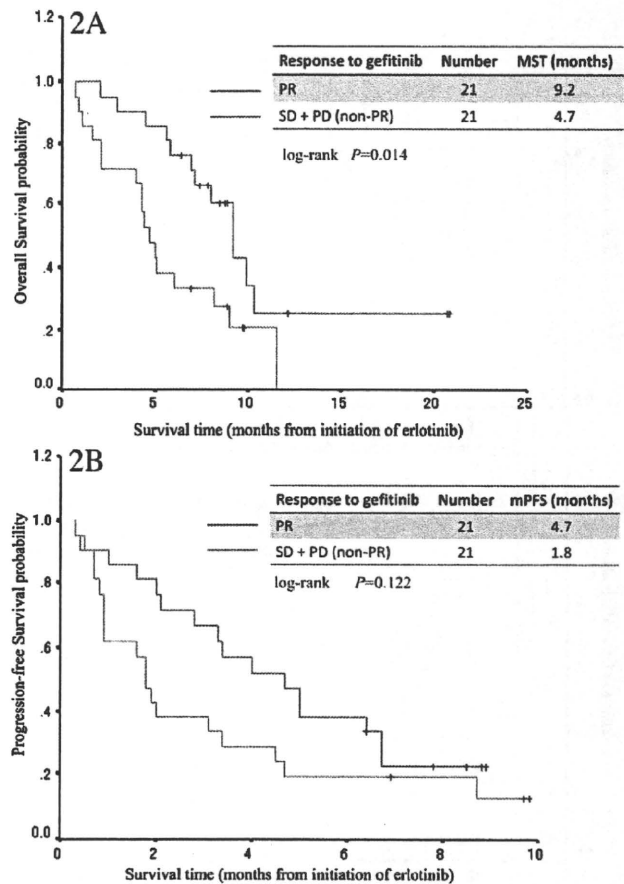 2A
1.2
1.0
.8
.6
.4
.2
0.0
Overall Survival probability
Response to gefitinib Number MST (months)
PR 21 9.2
SD + PD (non-PR) 21 4.7
log-rank P=0.014
0 5 10 15 20 25
Survival time (months from initiation of erlotinib)
2B
1.2
1.0
.8
.6
.4
.2
0.0
Progression-free Survival probability
Response to gefitinib Number mPFS (months)
PR 21 4.7
SD + PD (non-PR) 21 1.8
log-rank P=0.122
0 2 4 6 8 10
Survival time (months from initiation of erlotinib)